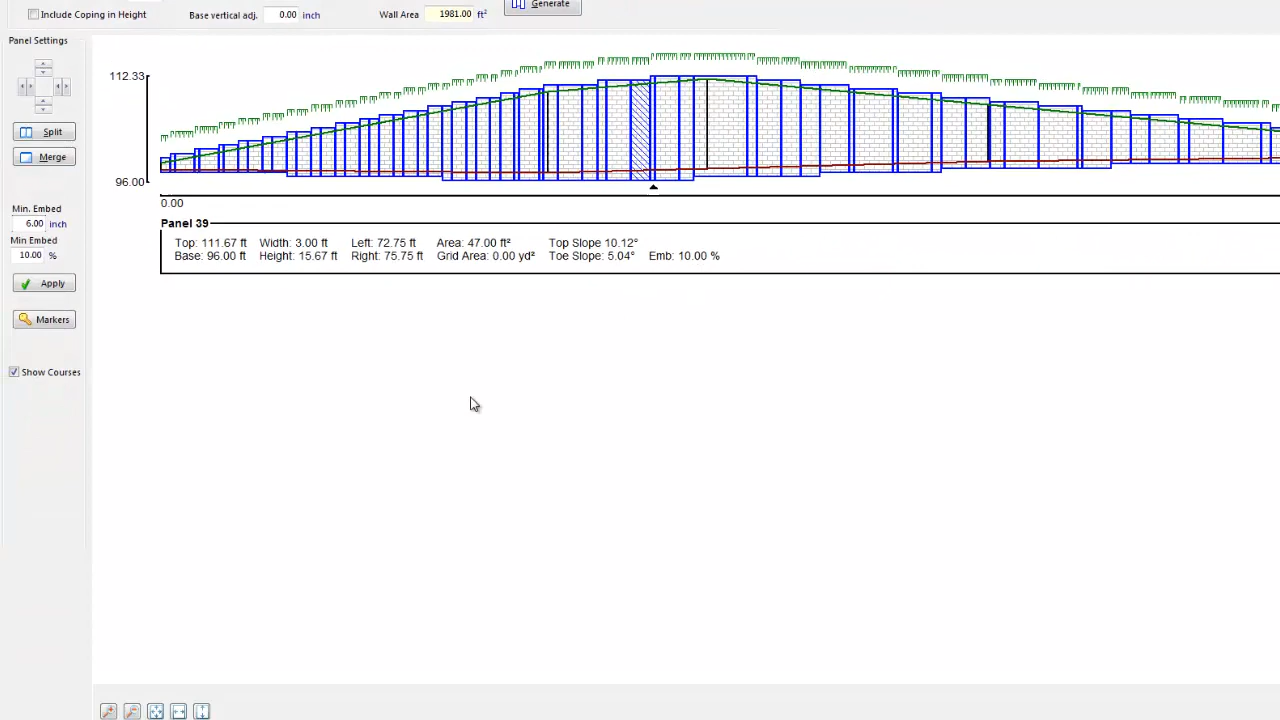 Include Coping in Height Base vertical adj. 0.00 inch Wall Area 1981.00 ft² Generate
Panel Settings
112.33
Split
Merge
96.00
0.00
Min. Embed
6.00 inch
Panel 39
Min Embed
10.00 %
Top: 111.67 ft Width: 3.00 ft Left: 72.75 ft Area: 47.00 ft² Top Slope 10.12°
Base: 96.00 ft Height: 15.67 ft Right: 75.75 ft Grid Area: 0.00 yd² Toe Slope: 5.04° Emb: 10.00 %
Apply
Markers
Show Courses